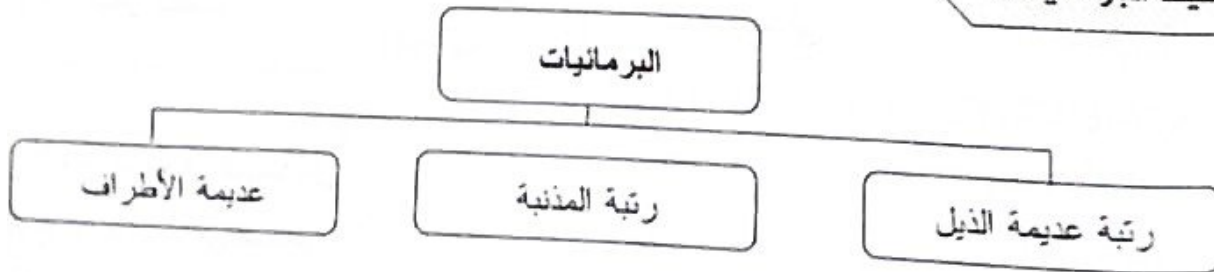 البرمائيات
رتبة عديمة الذيل
رتبة المذنبة
عديمة الأطراف